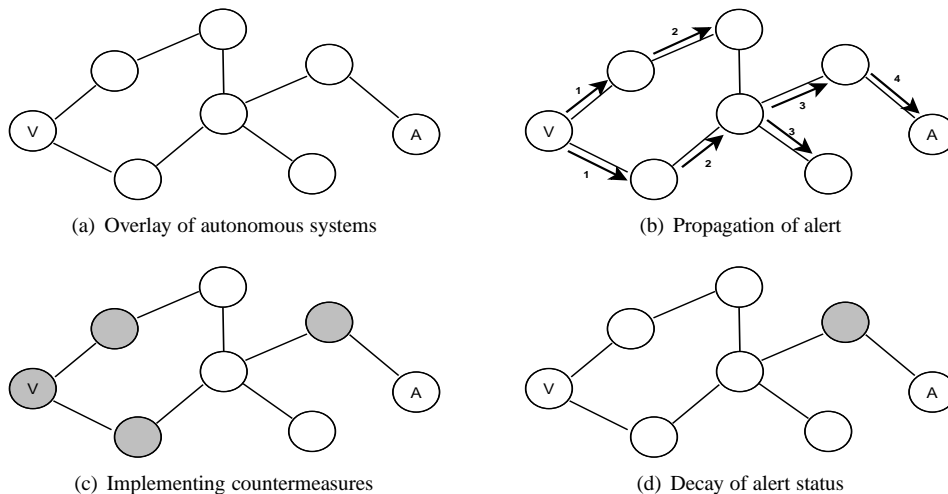 V
A
(a) Overlay of autonomous systems
2
1
4
3
V
3
A
2
1
(b) Propagation of alert
V
A
(c) Implementing countermeasures
V
A
(d) Decay of alert status